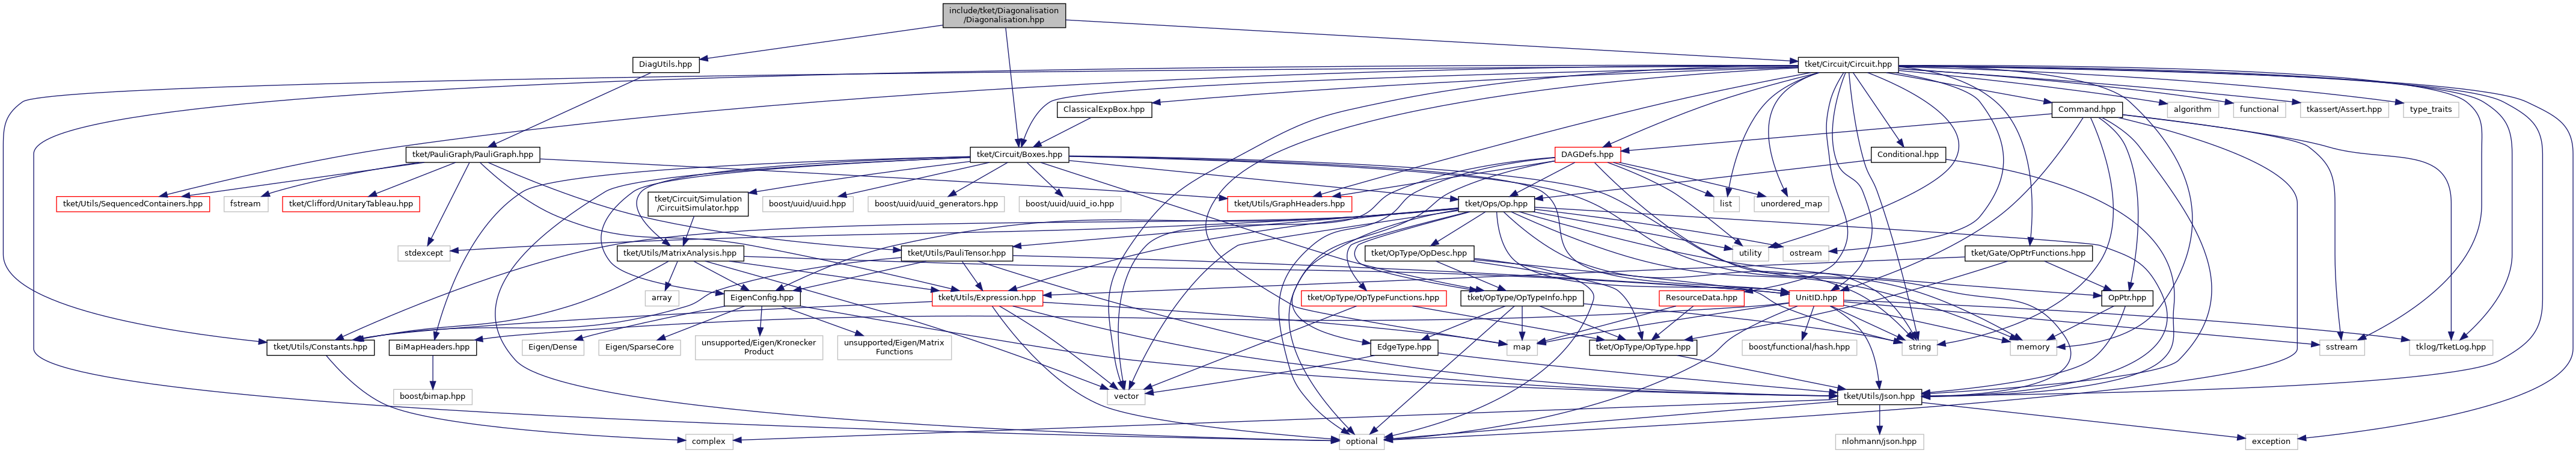 include/tket/Diagonalisation
/Diagonalisation.hpp
DiagUtils.hpp
tket/Circuit/Circuit.hpp
ClassicalExpBox.hpp
Command.hpp
algorithm
functional
tkassert/Assert.hpp
type_traits
tket/PauliGraph/PauliGraph.hpp
tket/Circuit/Boxes.hpp
DAGDefs.hpp
Conditional.hpp
tket/Utils/SequencedContainers.hpp
fstream
tket/Clifford/UnitaryTableau.hpp
tket/Circuit/Simulation
/CircuitSimulator.hpp
boost/uuid/uuid.hpp
boost/uuid/uuid_generators.hpp
boost/uuid/uuid_io.hpp
tket/Utils/GraphHeaders.hpp
tket/Ops/Op.hpp
list
unordered_map
stdexcept
tket/Utils/MatrixAnalysis.hpp
tket/Utils/PauliTensor.hpp
tket/OpType/OpDesc.hpp
utility
ostream
tket/Gate/OpPtrFunctions.hpp
array
EigenConfig.hpp
tket/Utils/Expression.hpp
tket/OpType/OpTypeFunctions.hpp
tket/OpType/OpTypeInfo.hpp
ResourceData.hpp
UnitID.hpp
OpPtr.hpp
tket/Utils/Constants.hpp
BiMapHeaders.hpp
Eigen/Dense
Eigen/SparseCore
unsupported/Eigen/Kronecker
Product
unsupported/Eigen/Matrix
Functions
EdgeType.hpp
map
tket/OpType/OpType.hpp
boost/functional/hash.hpp
string
memory
sstream
tklog/TketLog.hpp
boost/bimap.hpp
vector
tket/Utils/Json.hpp
complex
optional
nlohmann/json.hpp
exception